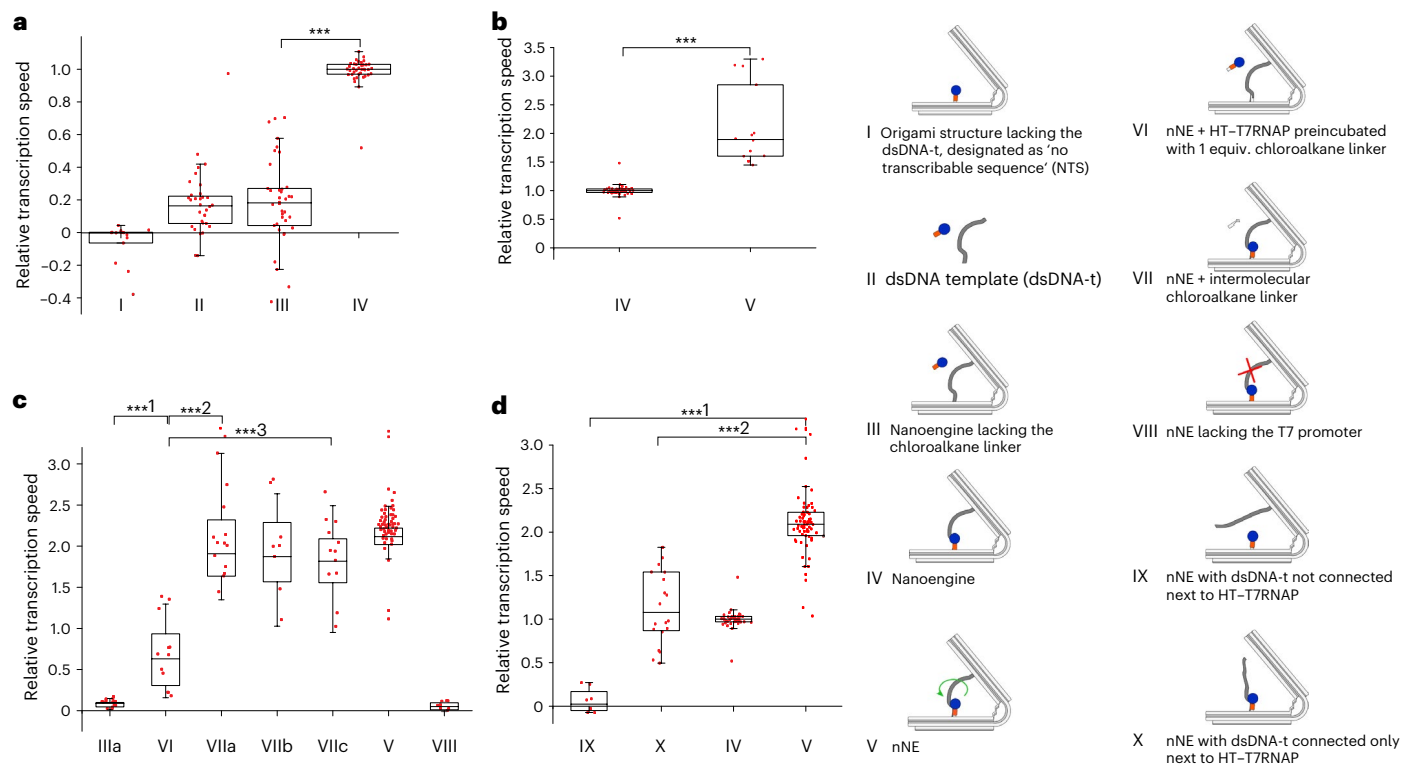 a
***
Relative transcription speed
1.0
0.8
0.6
0.4
0.2
0
–0.2
–0.4
I II III IV
b
***
Relative transcription speed
3.5
3.0
2.5
2.0
1.5
1.0
0.5
0
IV V
c
***1 ***2
***3
Relative transcription speed
3.0
2.5
2.0
1.5
1.0
0.5
0
IIIa VI VIIa VIIb VIIc V VIII
d
***1
***2
Relative transcription speed
3.0
2.5
2.0
1.5
1.0
0.5
0
IX X IV V
I Origami structure lacking the
dsDNA-t, designated as ‘no
transcribable sequence’ (NTS)
II dsDNA template (dsDNA-t)
III Nanoengine lacking the
chloroalkane linker
IV Nanoengine
V nNE
VI nNE + HT–T7RNAP preincubated
with 1 equiv. chloroalkane linker
VII nNE + intermolecular
chloroalkane linker
VIII nNE lacking the T7 promoter
IX nNE with dsDNA-t not connected
next to HT–T7RNAP
X nNE with dsDNA-t connected only
next to HT–T7RNAP